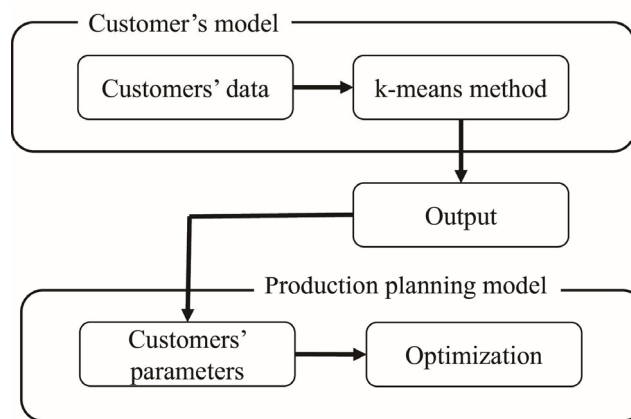 Customer’s model
Customers’ data
k-means method
Output
Production planning model
Customers’
parameters
Optimization